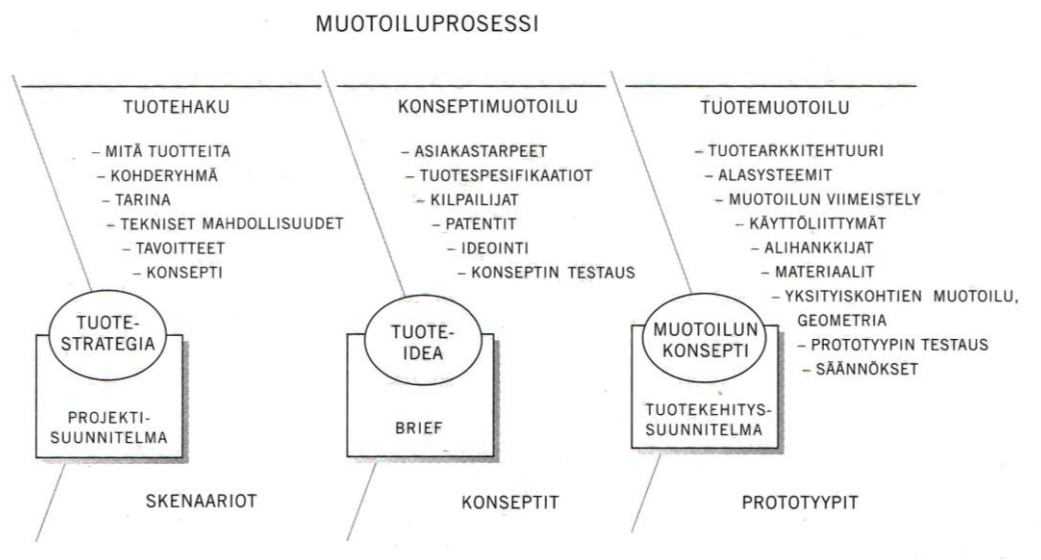 MUOTOILUPROSESSI
TUOTEHAKU
– MITÄ TUOTTEITA
– KOHDERYHMÄ
– TARINA
– TEKNISET MAHDOLLISUUDET
– TAVOITTEET
– KONSEPTI
TUOTE-
STRATEGIA
PROJEKTI-
SUUNNITELMA
SKENAARIOT
KONSEPTIMUOTOILU
– ASIAKASTARPEET
– TUOTESPESIFIKAATIOT
– KILPAILIJAT
– PATENTIT
– IDEOINTI
– KONSEPTIN TESTAUS
TUOTE-
IDEA
BRIEF
KONSEPTIT
TUOTEMUOTOILU
– TUOTEARKKITEHTUURI
– ALASYSTEEMIT
– MUOTOILUN VIIMEISTELY
– KÄYTTÖLIITTYMÄT
– ALIHANKKIJAT
– MATERIAALIT
– YKSITYISKOHTIEN MUOTOILU,
GEOMETRIA
– PROTOTYYPIN TESTAUS
– SÄÄNNÖKSET
MUOTOILUN
KONSEPTI
TUOTEKEHITYS-
SUUNNITELMA
PROTOTYYPIT